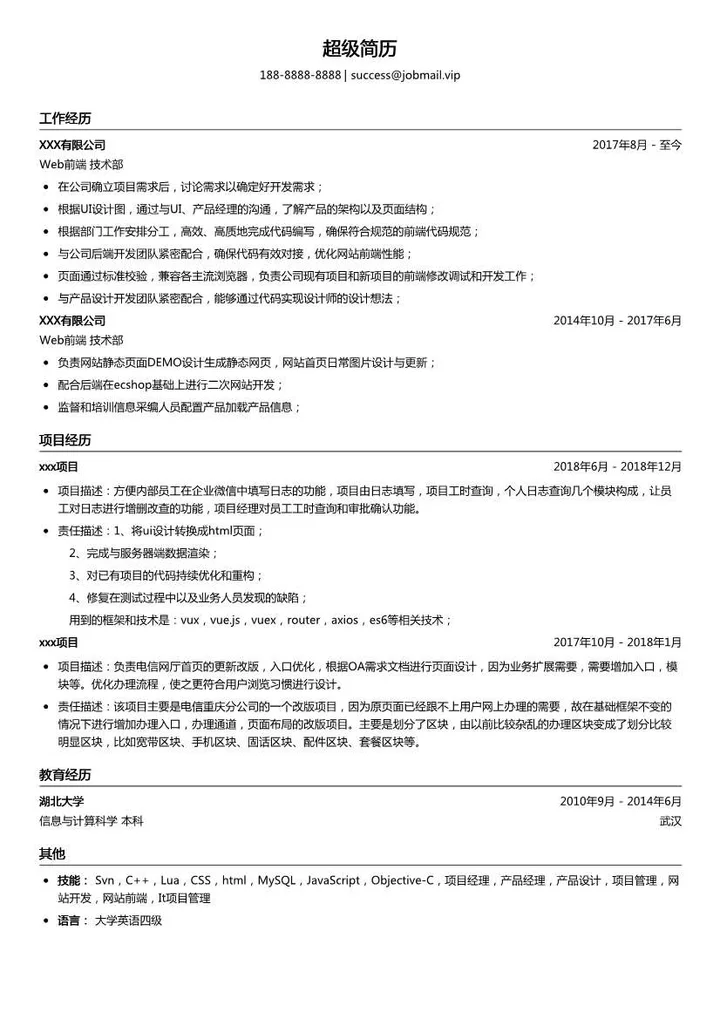 超级简历
188-8888-8888 | success@jobmail.vip
工作经历
XXX有限公司 2017年8月 - 至今
Web前端 技术部
• 在公司确立项目需求后，讨论需求以确定好开发需求；
• 根据UI设计图，通过与UI、产品经理的沟通，了解产品的架构以及页面结构；
• 根据部门工作安排分工，高效、高质地完成代码编写，确保符合规范的前端代码规范；
• 与公司后端开发团队紧密配合，确保代码有效对接，优化网站前端性能；
• 页面通过标准校验，兼容各主流浏览器，负责公司现有项目和新项目的前端修改调试和开发工作；
• 与产品设计开发团队紧密配合，能够通过代码实现设计师的设计想法；
XXX有限公司 2014年10月 - 2017年6月
Web前端 技术部
• 负责网站静态页面DEMO设计生成静态网页，网站首页日常图片设计与更新；
• 配合后端在ecshop基础上进行二次网站开发；
• 监督和培训信息采编人员配置产品加载产品信息；
项目经历
xxx项目 2018年6月 - 2018年12月
• 项目描述：方便内部员工在企业微信中填写日志的功能，项目由日志填写，项目工时查询，个人日志查询几个模块构成，让员
工对日志进行增删改查的功能，项目经理对员工工时查询和审批确认功能。
• 责任描述：1、将ui设计转换成html页面；
2、完成与服务器端数据渲染；
3、对已有项目的代码持续优化和重构；
4、修复在测试过程中以及业务人员发现的缺陷；
用到的框架和技术是：vux，vue.js，vuex，router，axios，es6等相关技术；
xxx项目 2017年10月 - 2018年1月
• 项目描述：负责电信网厅首页的更新改版，入口优化，根据OA需求文档进行页面设计，因为业务扩展需要，需要增加入口，模
块等。优化办理流程，使之更符合用户浏览习惯进行设计。
• 责任描述：该项目主要是电信重庆分公司的一个改版项目，因为原页面已经跟不上用户网上办理的需要，故在基础框架不变的
情况下进行增加办理入口，办理通道，页面布局的改版项目。主要是划分了区块，由以前比较杂乱的办理区块变成了划分比较
明显区块，比如宽带区块、手机区块、固话区块、配件区块、套餐区块等。
教育经历
湖北大学 2010年9月 - 2014年6月
信息与计算科学 本科 武汉
其他
• 技能： Svn，C++，Lua，CSS，html，MySQL，JavaScript，Objective-C，项目经理，产品经理，产品设计，项目管理，网
站开发，网站前端，It项目管理
• 语言： 大学英语四级